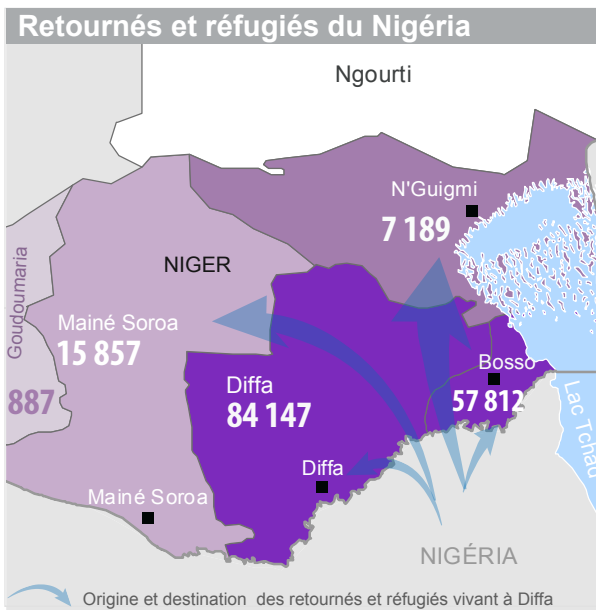 Retournés et réfugiés du Nigéria
Ngourti
N'Guigmi
7 189
NIGER
Goudoumaria
887
Mainé Soroa
15 857
Diffa
84 147
Bosso
57 812
Lac Tchad
Diffa
Mainé Soroa
NIGÉRIA
Origine et destination des retournés et réfugiés vivant à Diffa